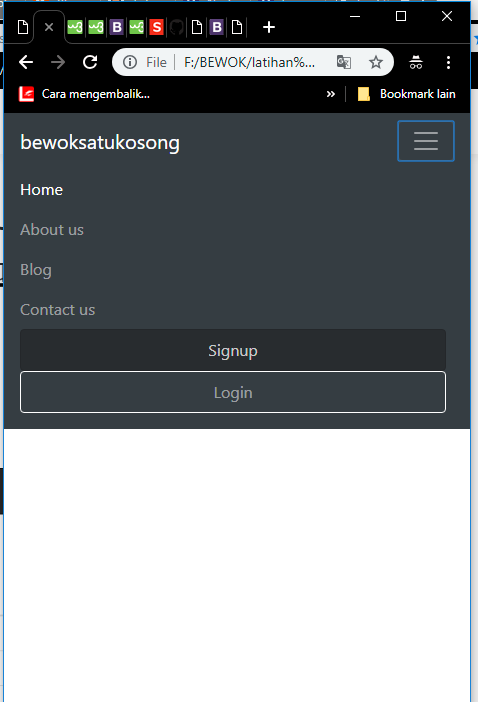 File F:/BEWOK/latihan%...
Cara mengembalik...
»
Bookmark lain
bewoksatukosong
Home
About us
Blog
Contact us
Signup
Login